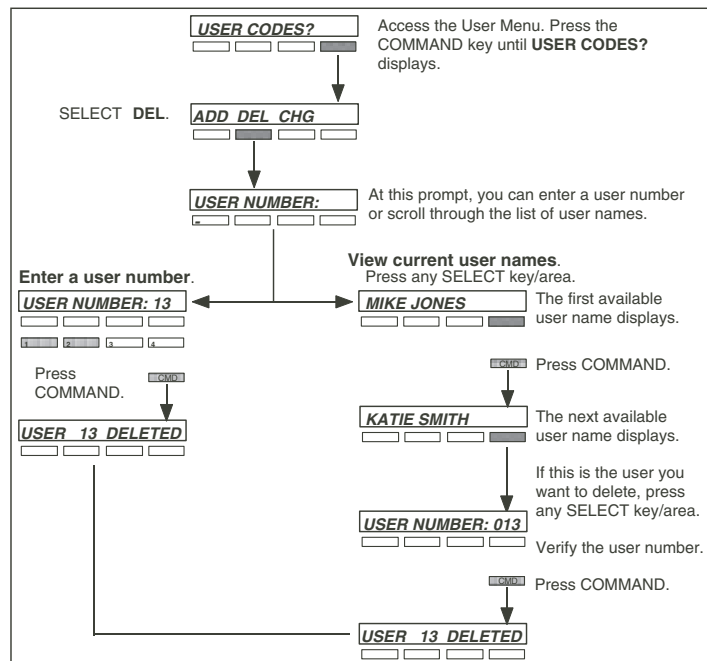 USER CODES?
Access the User Menu. Press the
COMMAND key until USER CODES?
displays.
SELECT DEL.
ADD DEL CHG
USER NUMBER:
-
At this prompt, you can enter a user number
or scroll through the list of user names.
Enter a user number.
USER NUMBER: 13
1 2 3 4
Press
COMMAND.
CMD
USER 13 DELETED
View current user names.
Press any SELECT key/area.
MIKE JONES
The first available
user name displays.
CMD
Press COMMAND.
KATIE SMITH
The next available
user name displays.
If this is the user you
want to delete, press
any SELECT key/area.
USER NUMBER: 013
Verify the user number.
CMD
Press COMMAND.
USER 13 DELETED